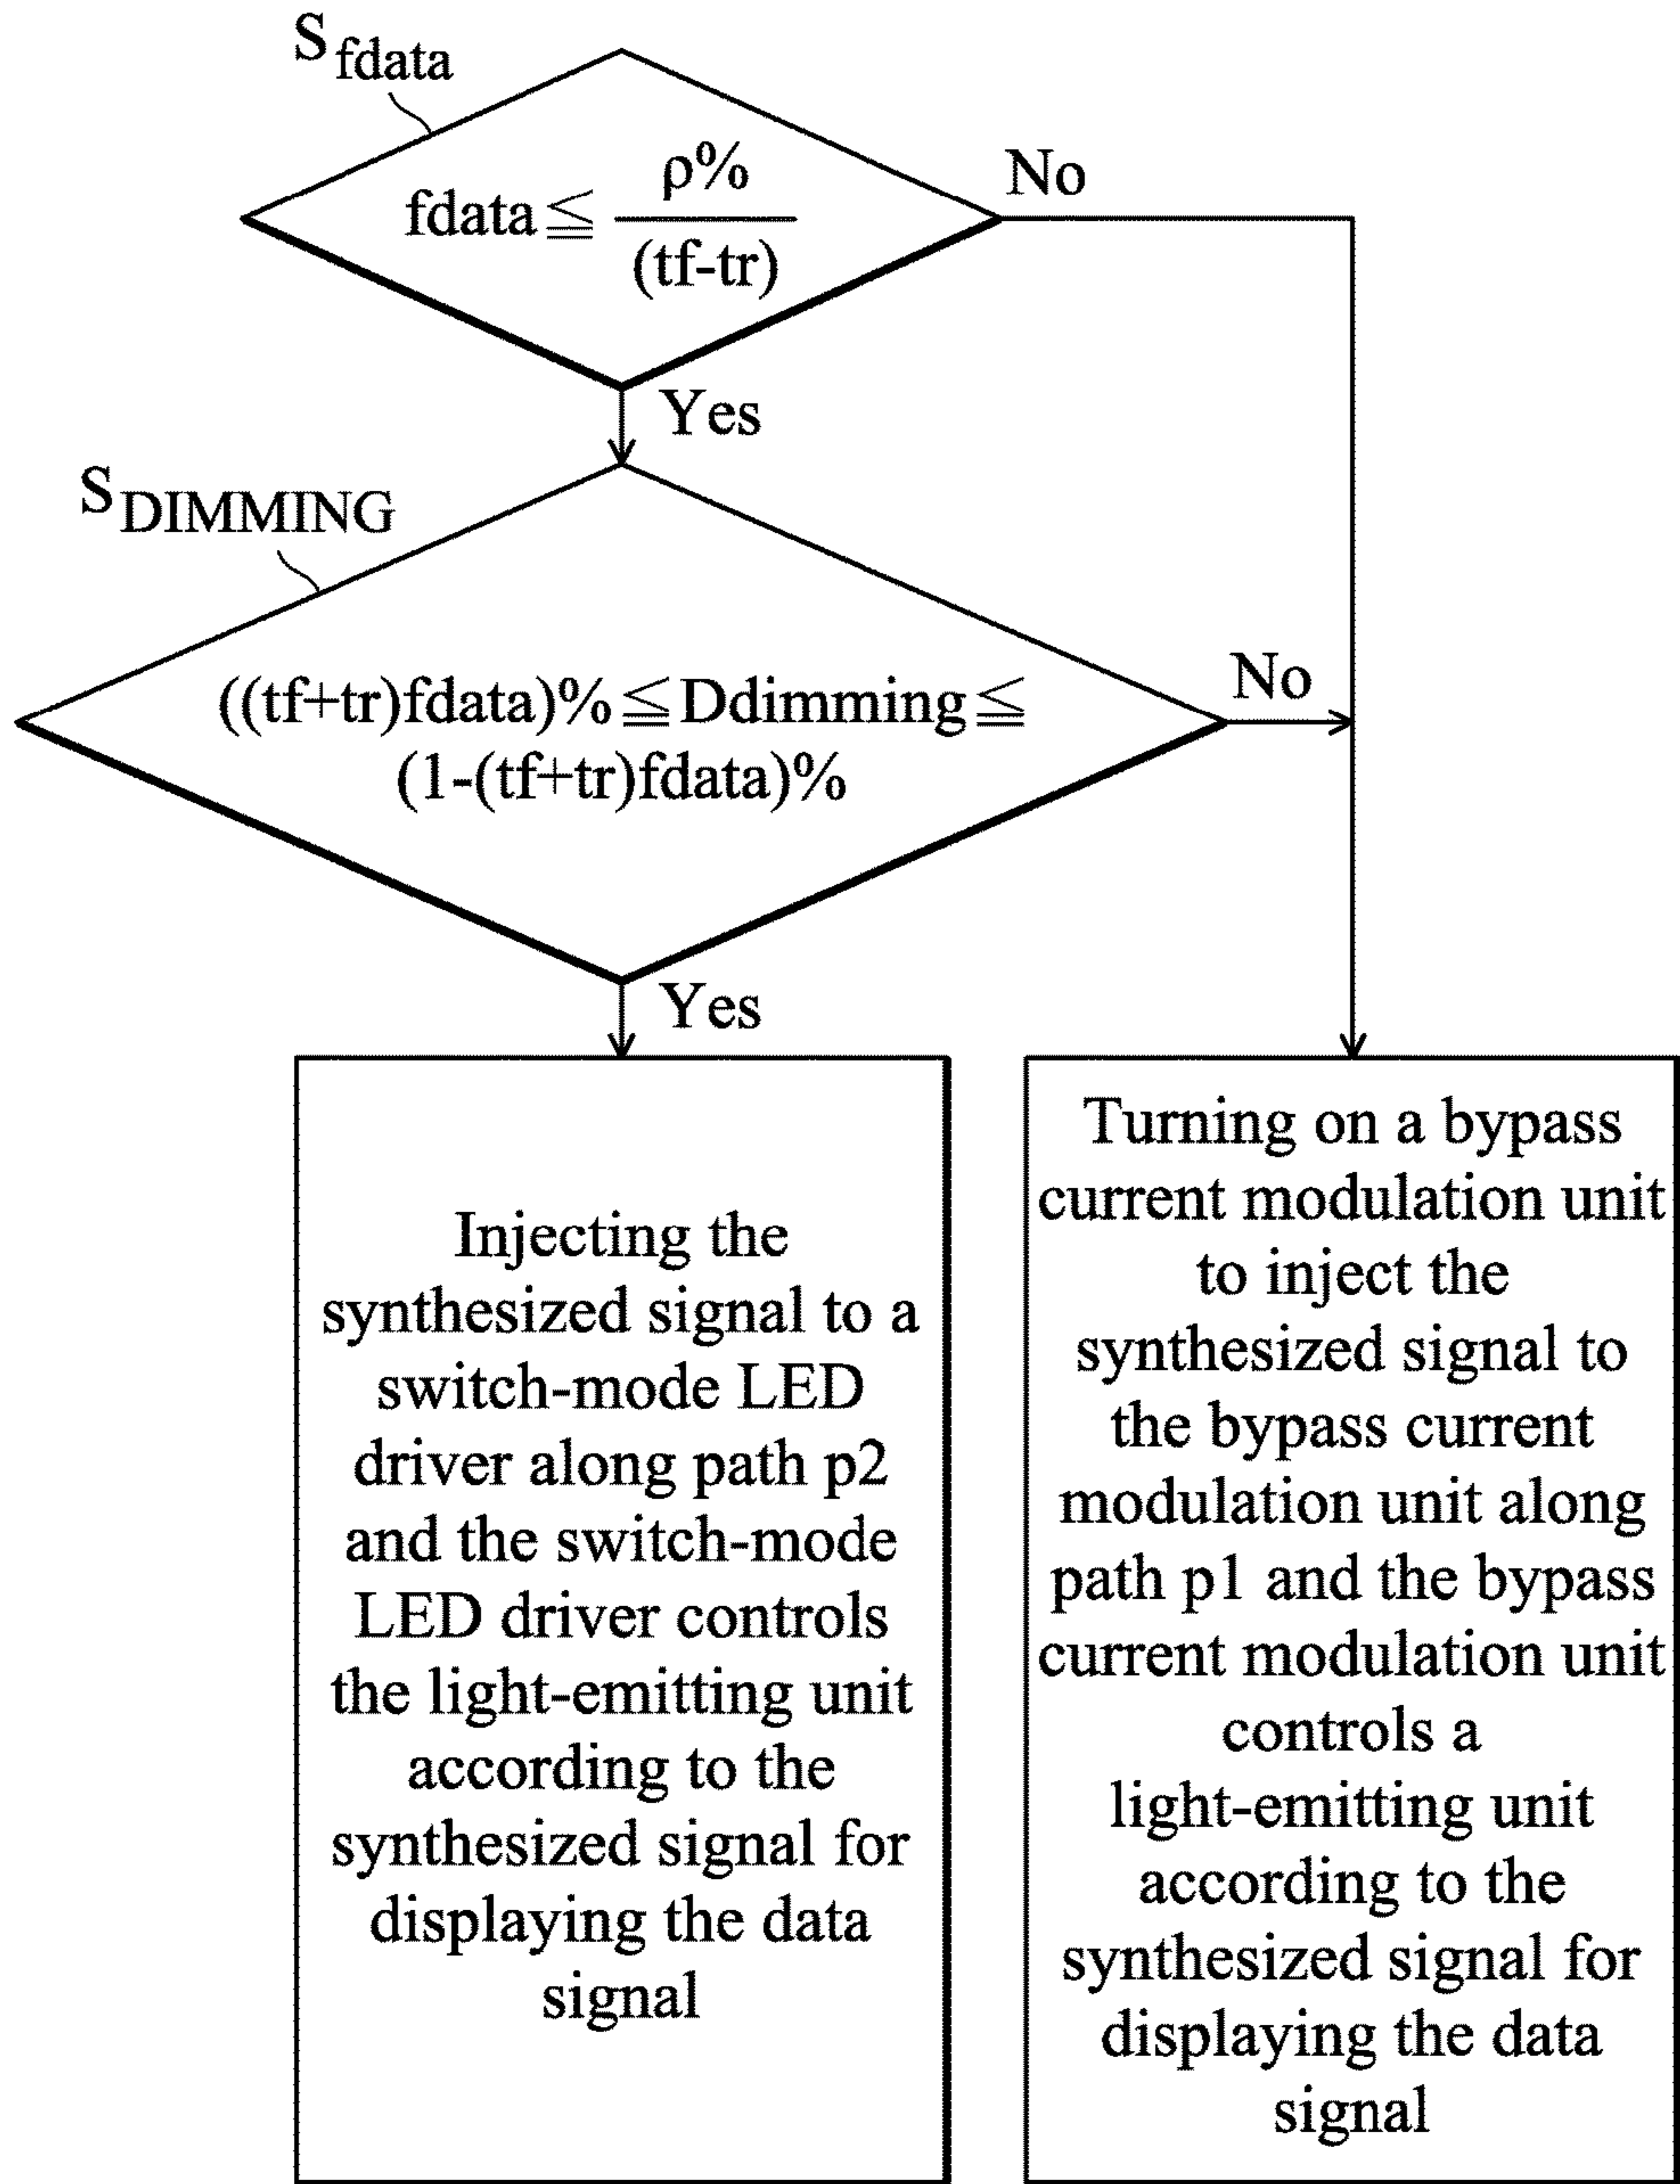 S fdata
fdata≦ ρ%
(tf-tr)
No
Yes
S DIMMING
((tf+tr)fdata)%≦Ddimming≦
(1-(tf+tr)fdata)%
No
Yes
Injecting the
synthesized signal to a
switch-mode LED
driver along path p2
and the switch-mode
LED driver controls
the light-emitting unit
according to the
synthesized signal for
displaying the data
signal
Turning on a bypass
current modulation unit
to inject the
synthesized signal to
the bypass current
modulation unit along
path p1 and the bypass
current modulation unit
controls a
light-emitting unit
according to the
synthesized signal for
displaying the data
signal